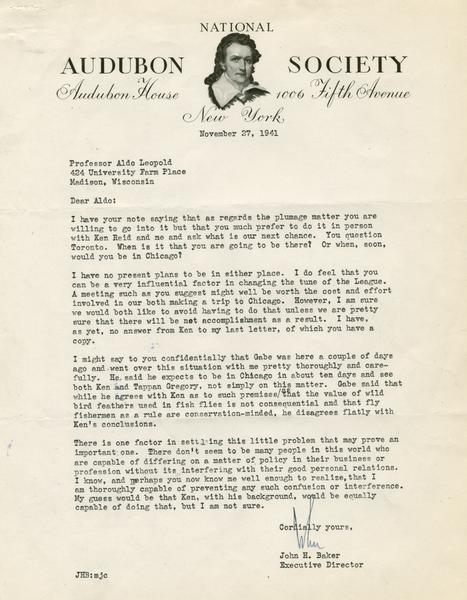 NATIONAL
AUDUBON SOCIETY
Audubon House 1006 Fifth Avenue
New York
November 27, 1941
Professor Aldo Leopold
424 University Farm Place
Madison, Wisconsin
Dear Aldo:
I have your note saying that as regards the plumage matter you are
willing to go into it but that you much prefer to do it in person
with Ken Reid and me and ask what is our next chance. You question
Toronto. When is it that you are going to be there? Or when, soon,
would you be in Chicago?
I have no present plans to be in either place. I do feel that you
can be a very influential factor in changing the tune of the League.
A meeting such as you suggest might well be worth the cost and effort
involved in our both making a trip to Chicago. However, I am sure
we would both like to avoid having to do that unless we are pretty
sure that there will be not accomplishment as a result. I have,
as yet, no answer from Ken to my last letter, of which you have a
copy.
I might say to you confidentially that Gabe was here a couple of days
ago and went over this situation with me pretty thoroughly and care-
fully. He said he expects to be in Chicago in about ten days and see
both Ken and Tappan Gregory, not simply on this matter. Gabe said that
while he agrees with Ken as to such premises/as that the value of wild
bird feathers used in fish flies is not consequential and that fly
fishermen as a rule are conservation-minded, he disagrees flatly with
Ken's conclusions.
There is one factor in settling this little problem that may prove an
important one. There don't seem to be many people in this world who
are capable of differing on a matter of policy in their business or
profession without its interfering with their good personal relations.
I know, and perhaps you now know me well enough to realize, that I
am thoroughly capable of preventing any such confusion or interference.
My guess would be that Ken, with his background, would be equally
capable of doing that, but I am not sure.
Cordially yours,
John
John H. Baker
Executive Director
JHB:mjc